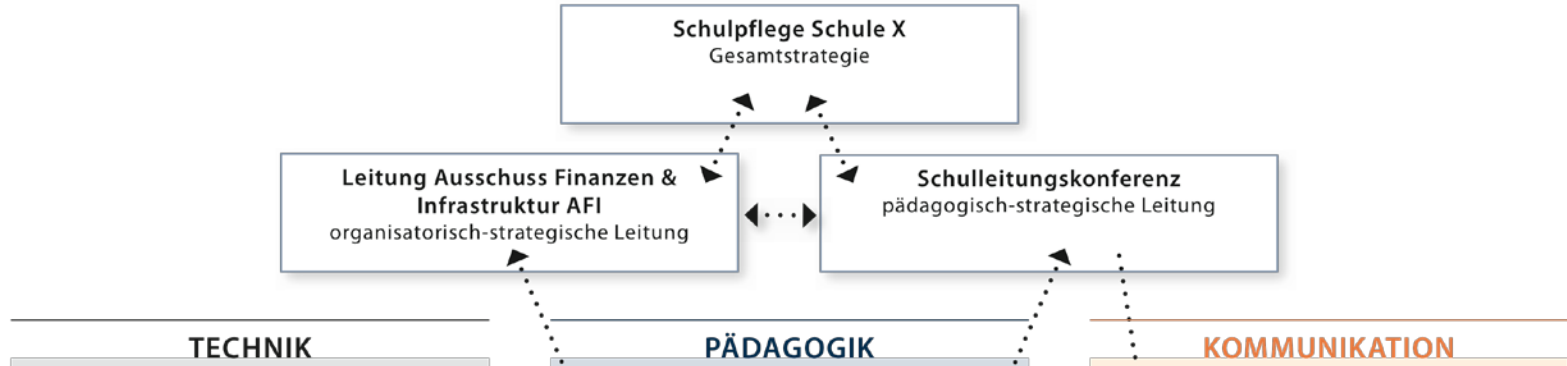 Schulpflege Schule X
Gesamtstrategie
Leitung Ausschuss Finanzen &
Infrastruktur AFI
organisatorisch-strategische Leitung
Schulleitungskonferenz
pädagogisch-strategische Leitung
TECHNIK
PÄDAGOGIK
KOMMUNIKATION